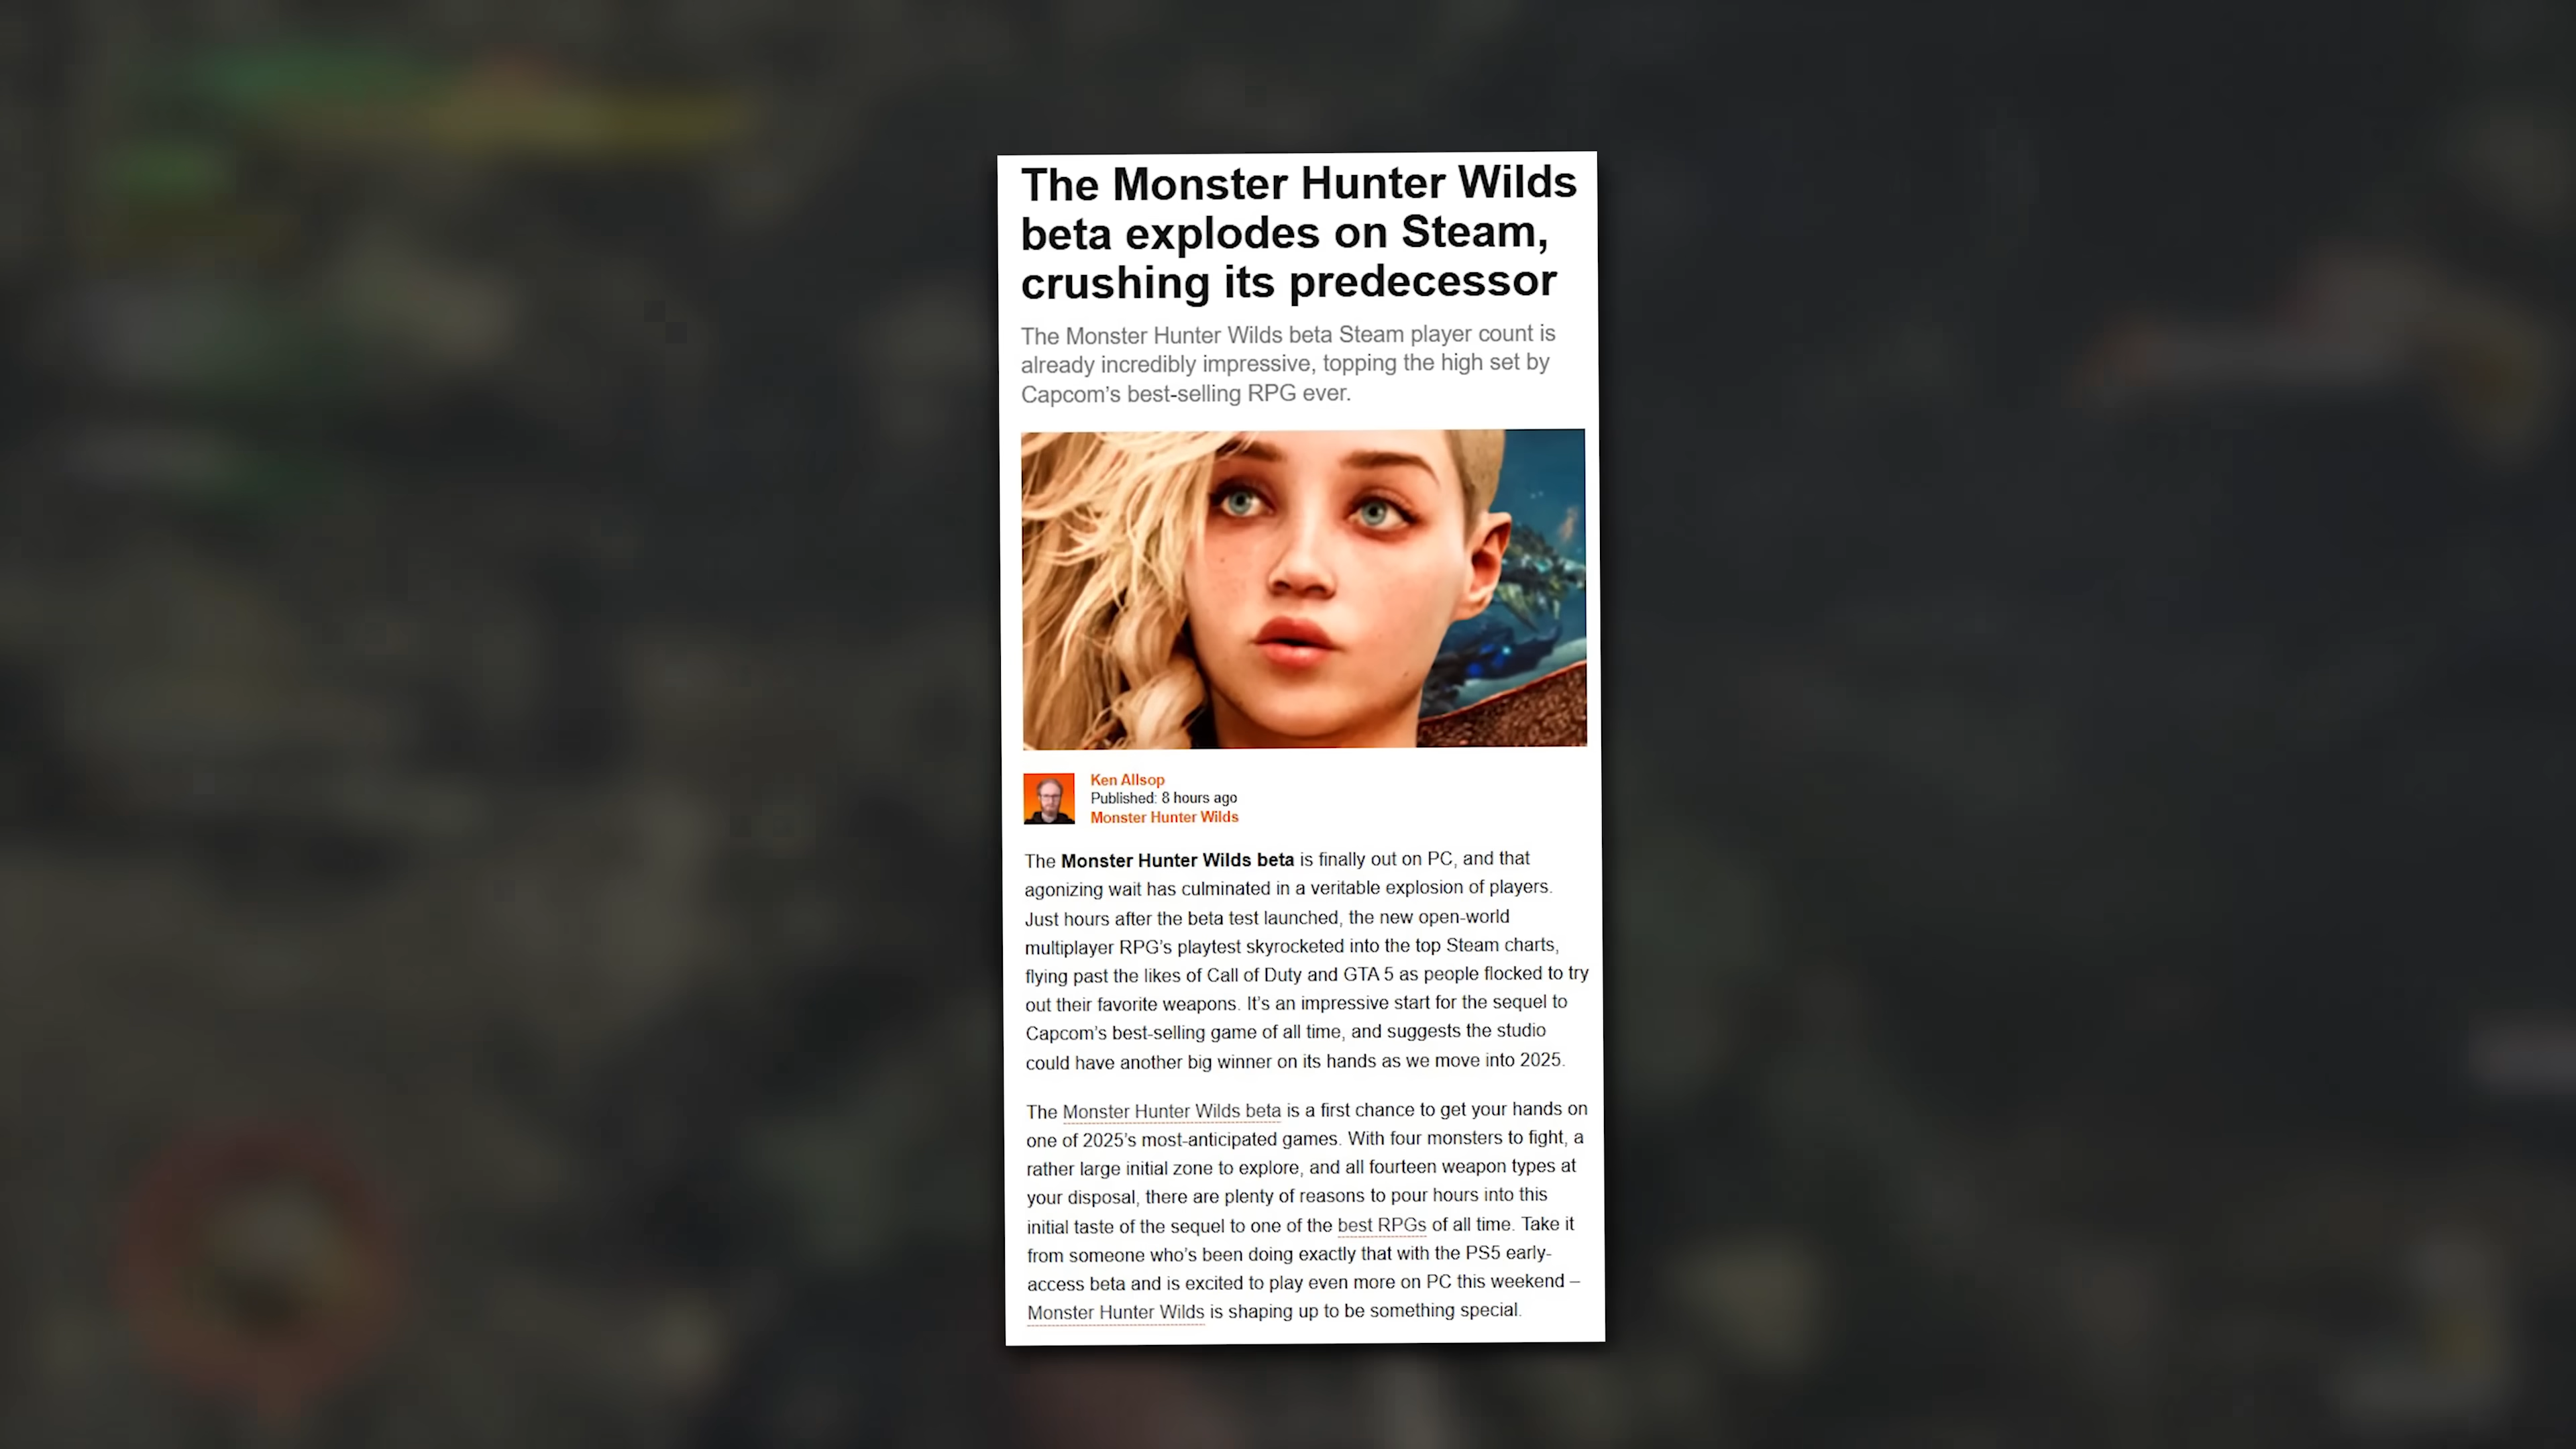 The Monster Hunter Wilds
beta explodes on Steam,
crushing its predecessor
The Monster Hunter Wilds beta Steam player count is
already incredibly impressive, topping the high set by
Capcom's best-selling RPG ever.
Ken Allsop
Published: 8 hours ago
Monster Hunter Wilds
The Monster Hunter Wilds beta is finally out on PC, and that
agonizing wait has culminated in a veritable explosion of players.
Just hours after the beta test launched, the new open-world
multiplayer RPG's playtest skyrocketed into the top Steam charts,
flying past the likes of Call of Duty and GTA 5 as people flocked to try
out their favorite weapons. It's an impressive start for the sequel to
Capcom's best-selling game of all time, and suggests the studio
could have another big winner on its hands as we move into 2025.
The Monster Hunter Wilds beta is a first chance to get your hands on
one of 2025's most-anticipated games. With four monsters to fight, a
rather large initial zone to explore, and all fourteen weapon types at
your disposal, there are plenty of reasons to pour hours into this
initial taste of the sequel to one of the best RPGs of all time. Take it
from someone who's been doing exactly that with the PS5 early-
access beta and is excited to play even more on PC this weekend –
Monster Hunter Wilds is shaping up to be something special.